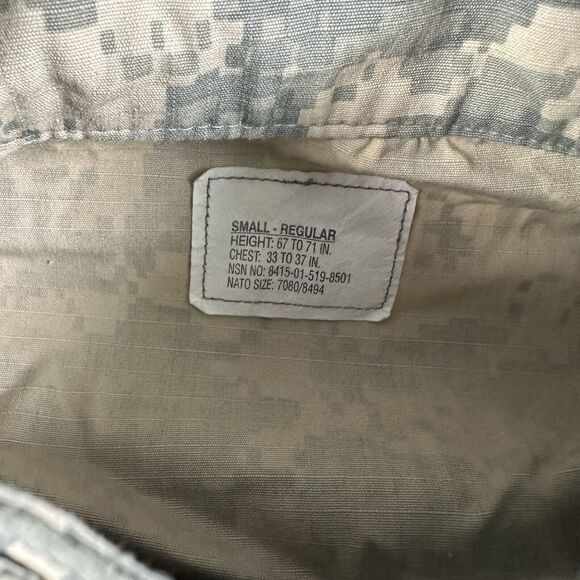 SMALL - REGULAR
HEIGHT: 67 TO 71 IN.
CHEST: 33 TO 37 IN.
NSN NO: 8415-01-519-8501
NATO SIZE: 7080/8494